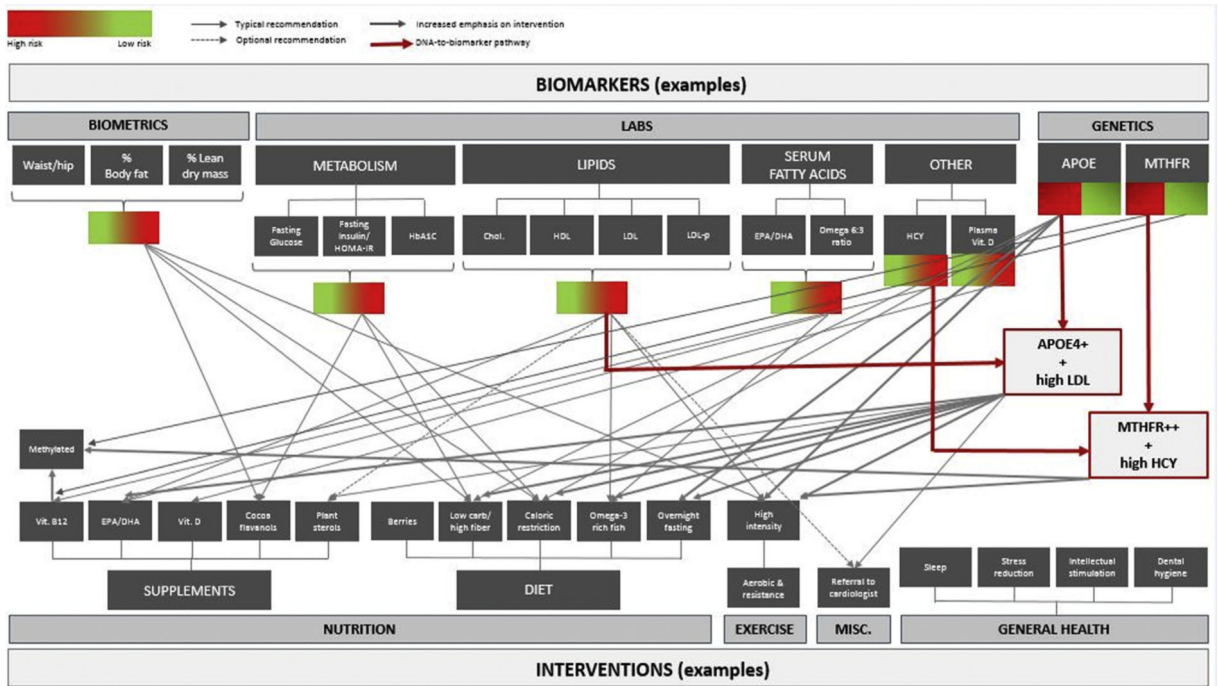 Typical recommendation
Increased emphasis on intervention
High risk
Low risk
Optional recommendation
DNA-to-biomarker pathway
BIOMARKERS (examples)
BIOMETRICS
LABS
GENETICS
Waist/hip
%
Body fat
% Lean
dry mass
METABOLISM
LIPIDS
SERUM
FATTY ACIDS
OTHER
APOE
MTHFR
Fasting
Glucose
Fasting
Insulin/
HOMA-IR
HbA1C
Chol.
HDL
LDL
LDL-p
EPA/DHA
Omega 6:3
ratio
HCY
Plasma
Vit. D
APOE4+
+
high LDL
MTHFR++
+
high HCY
Methylated
Vit. B12
EPA/DHA
Vit. D
Cocoa
flavanols
Plant
sterols
Berries
Low carb/
high fiber
Caloric
restriction
Omega-3
rich fish
Overnight
fasting
High
intensity
SUPPLEMENTS
DIET
Aerobic &
resistance
Referral to
cardiologist
Sleep
Stress
reduction
Intellectual
stimulation
Dental
hygiene
NUTRITION
EXERCISE
MISC.
GENERAL HEALTH
INTERVENTIONS (examples)